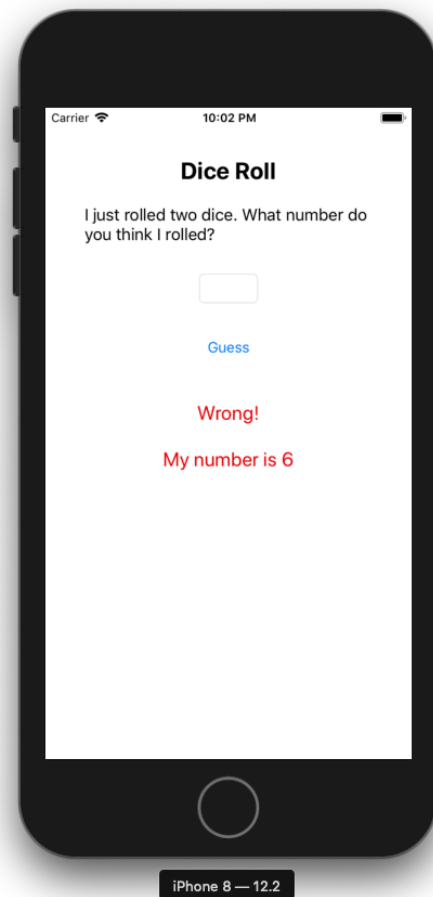 Carrier
10:02 PM
Dice Roll
I just rolled two dice. What number do
you think I rolled?
Guess
Wrong!
My number is 6
iPhone 8 — 12.2